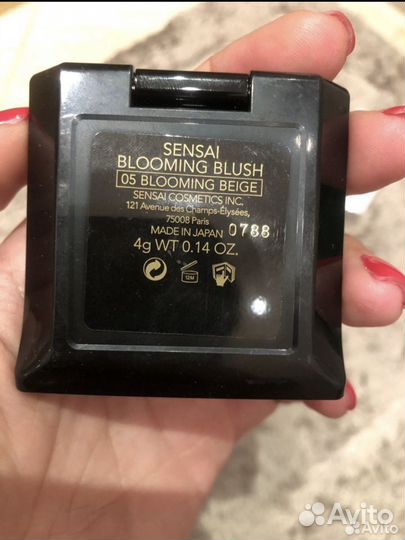 SENSAI
BLOOMING BLUSH
05 BLOOMING BEIGE
SENSAI COSMETICS INC.
121 Avenue des Champs-Élysées,
75008 Paris
MADE IN JAPAN 0788
4g WT 0.14 OZ.
12M
Avito